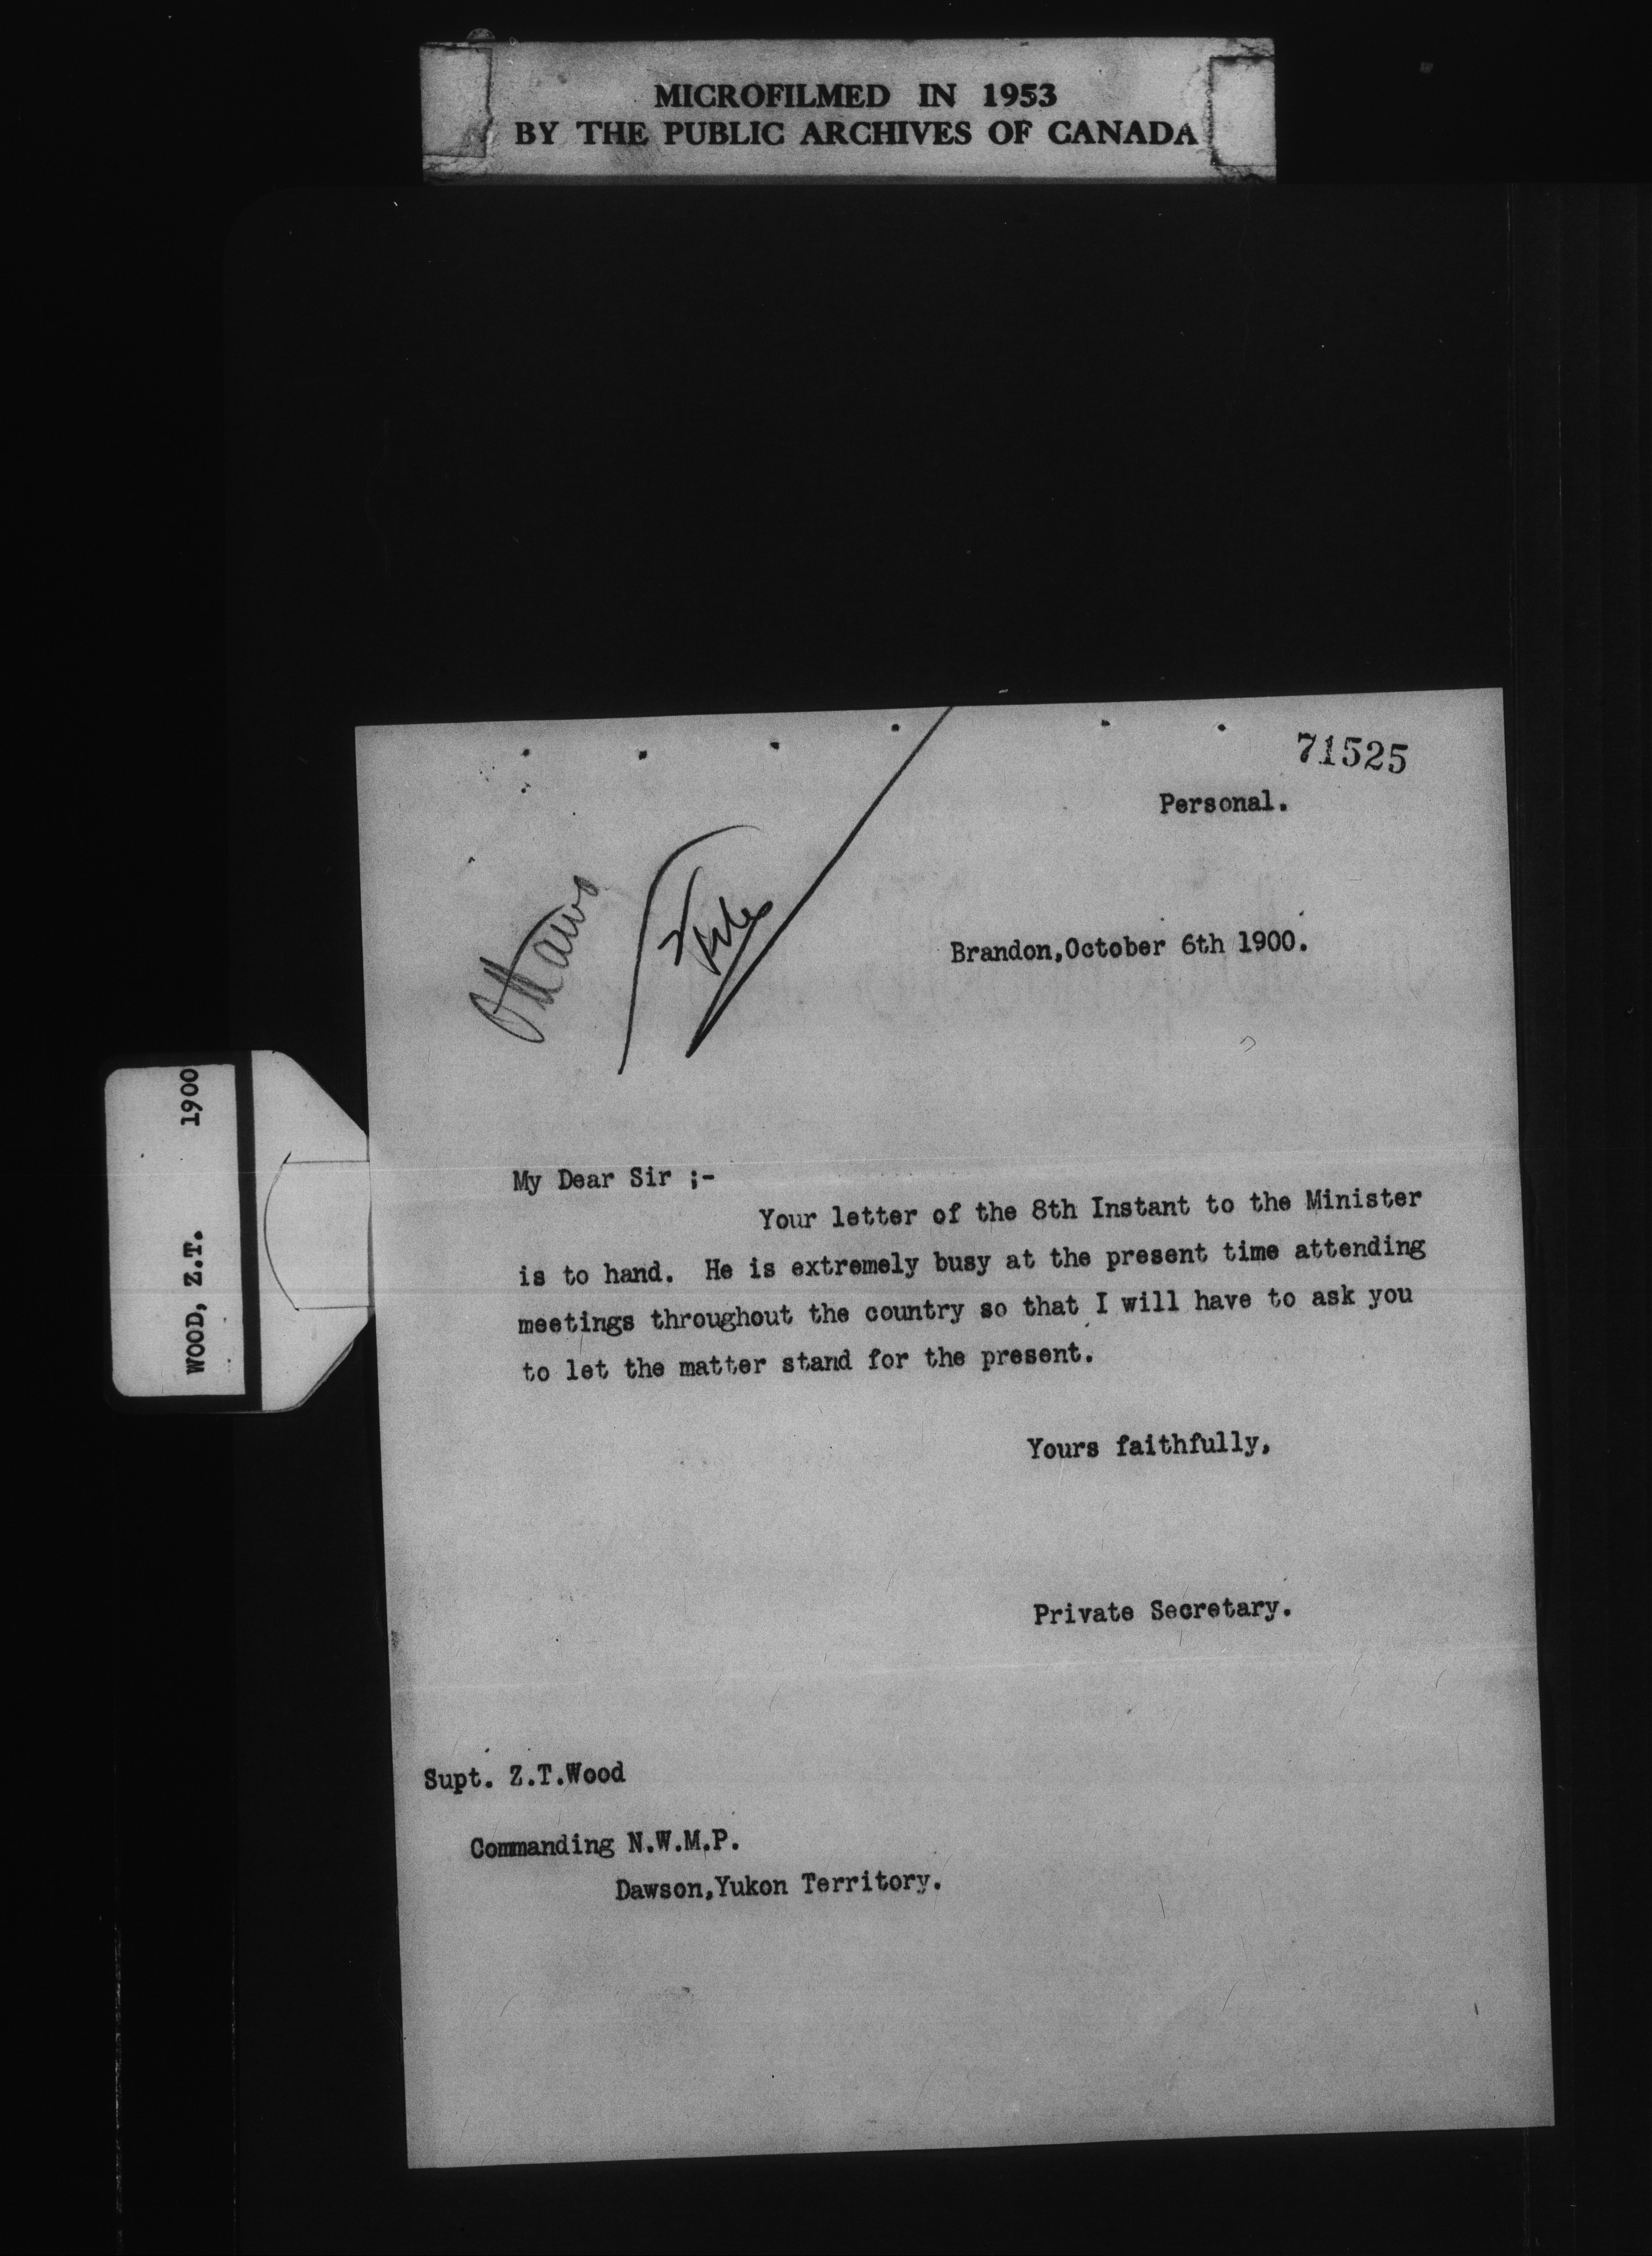 MICROFILMED IN 1953
BY THE PUBLIC ARCHIVES OF CANADA
71525
Personal.
Ottawa
File
Brandon,October 6th 1900.
WOOD, Z.T. 1900
My Dear Sir ;-
Your letter of the 8th Instant to the Minister
is to hand. He is extremely busy at the present time attending
meetings throughout the country so that I will have to ask you
to let the matter stand for the present.
Yours faithfully,
Private Secretary.
Supt. Z.T.Wood
Commanding N.W.M.P.
Dawson,Yukon Territory.